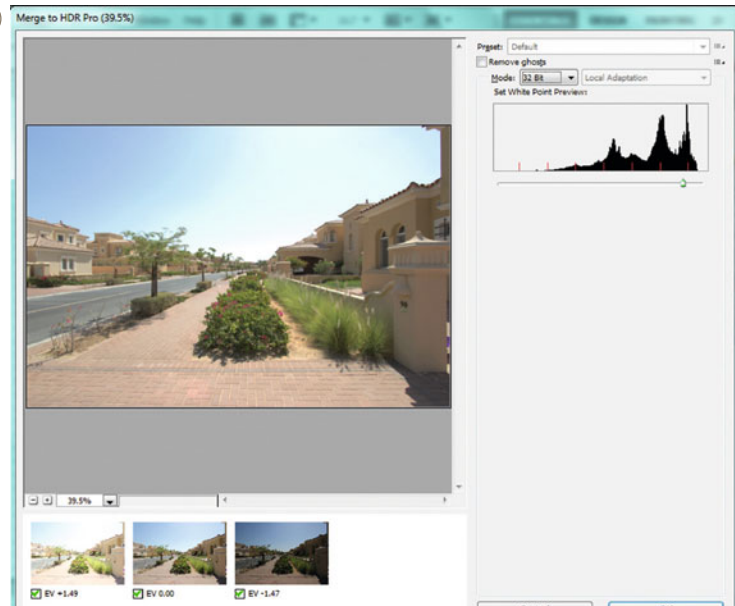 )
Merge to HDR Pro (39.5%)
Help
Preset: Default
Remove ghosts
Mode: 32 Bit Local Adaptation
Set White Point Preview:
39.5%
EV +1.49 EV 0.00 EV -1.47